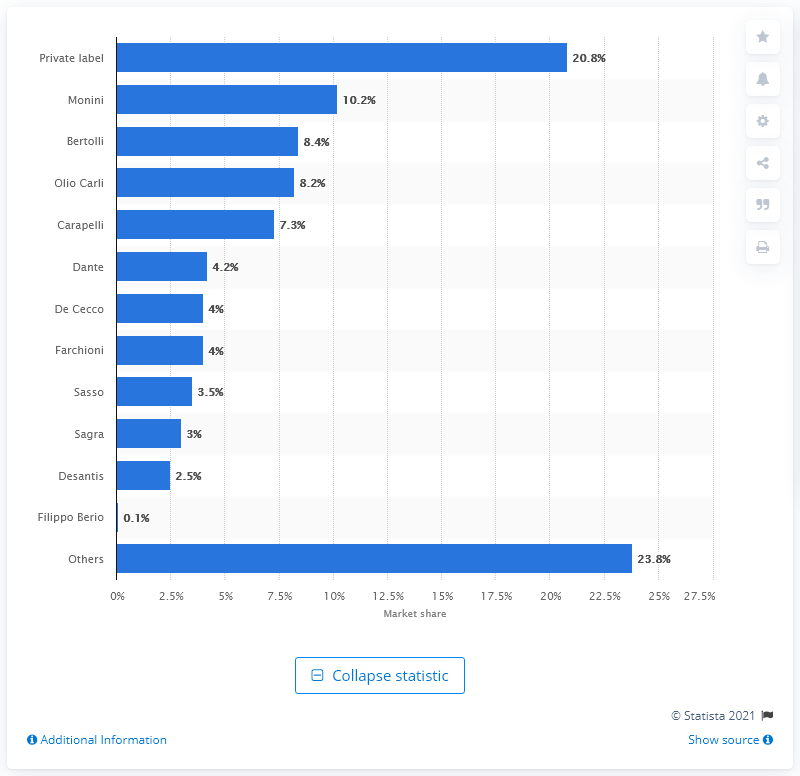 Private label 20.8%
Monini 10.2%
Bertolli 8.4%
Olio Carli 8.2%
Carapelli 7.3%
Dante 4.2%
De Cecco 4%
Farchioni 4%
Sasso 3.5%
Sagra 3%
Desantis 2.5%
Filippo Berio 0.1%
Others 23.8%
0% 2.5% 5% 7.5% 10% 12.5% 15% 17.5% 20% 22.5% 25% 27.5%
Market share
Collapse statistic
© Statista 2021
Additional Information Show source